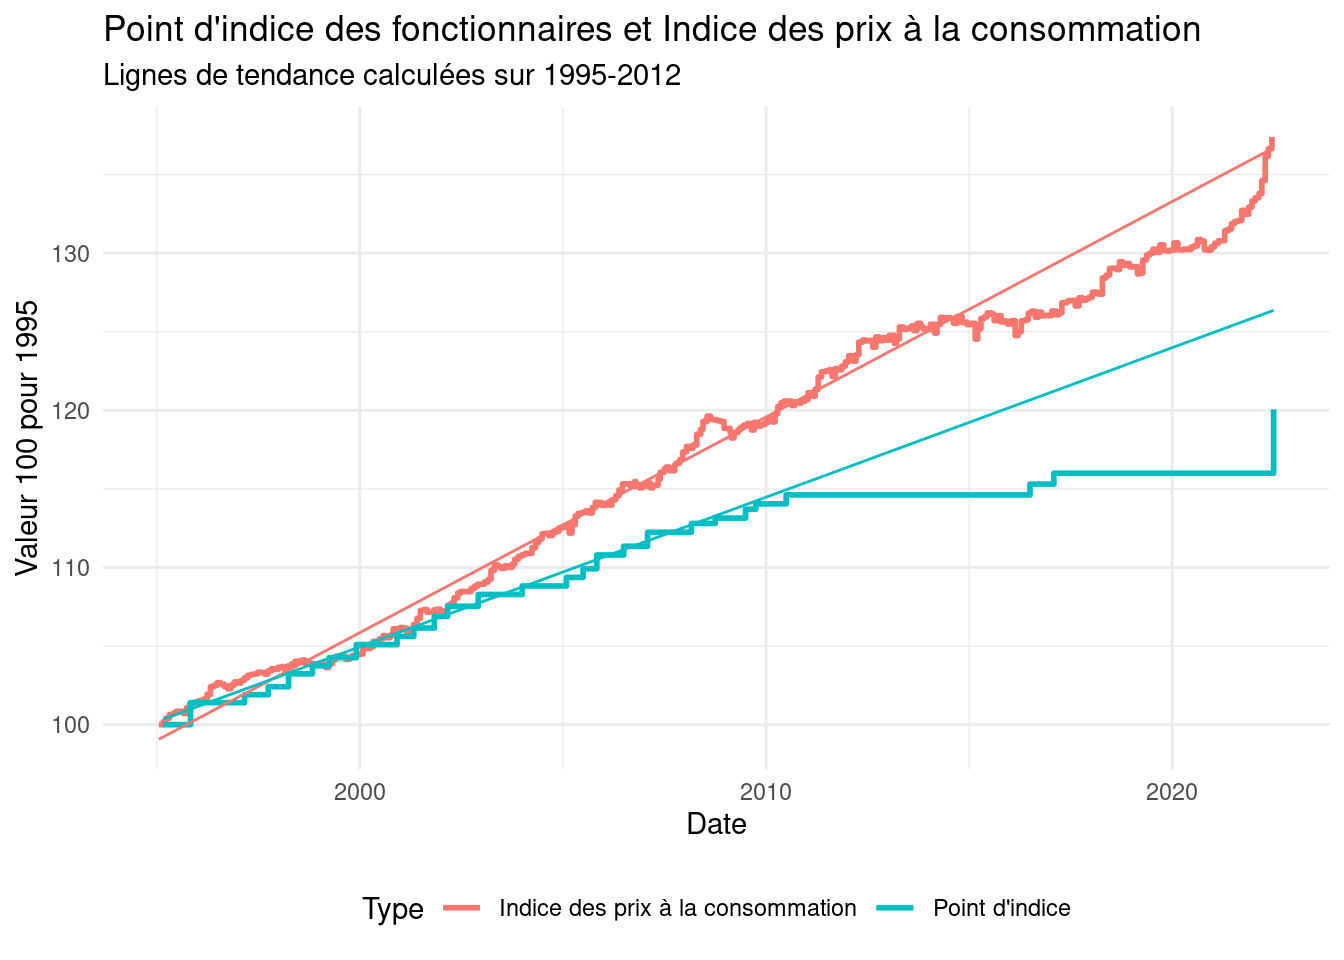 Point d'indice des fonctionnaires et Indice des prix à la consommation
Lignes de tendance calculées sur 1995-2012
Valeur 100 pour 1995
130
120
110
100
2000 2010 2020
Date
Type Indice des prix à la consommation Point d'indice